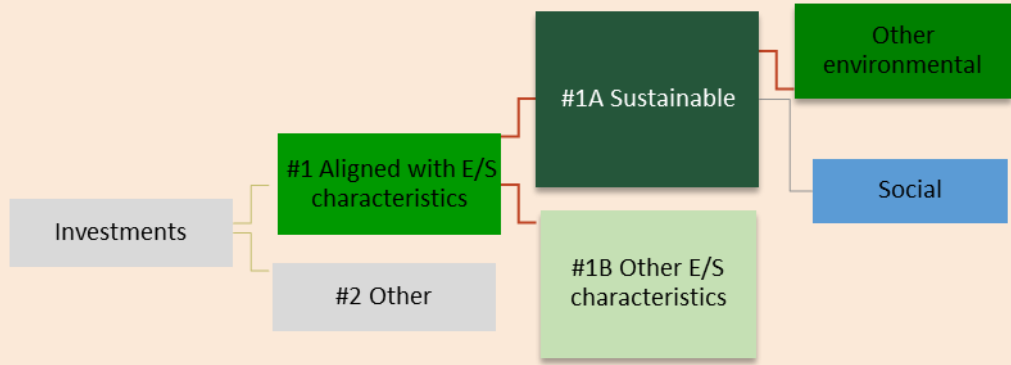 Investments
#1 Aligned with E/S
characteristics
#2 Other
#1A Sustainable
#1B Other E/S
characteristics
Other
environmental
Social